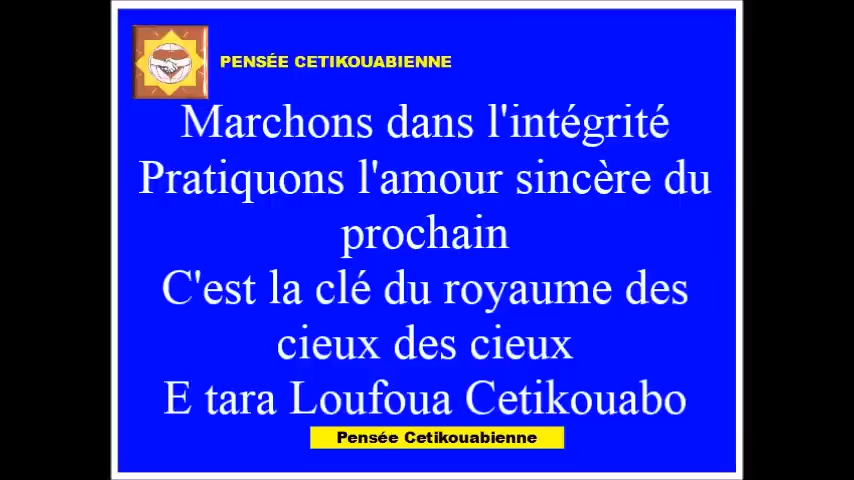 PENSÉE CETIKOUABIENNE
Marchons dans l'intégrité
Pratiquons l'amour sincère du
prochain
C'est la clé du royaume des
cieux des cieux
E tara Loufoua Cetikouabo
Pensée Cetikouabienne